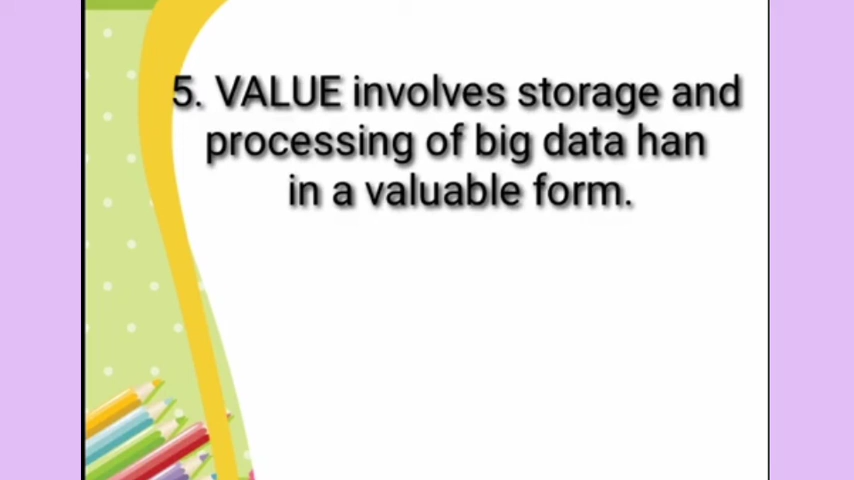 5. VALUE involves storage and
processing of big data han
in a valuable form.